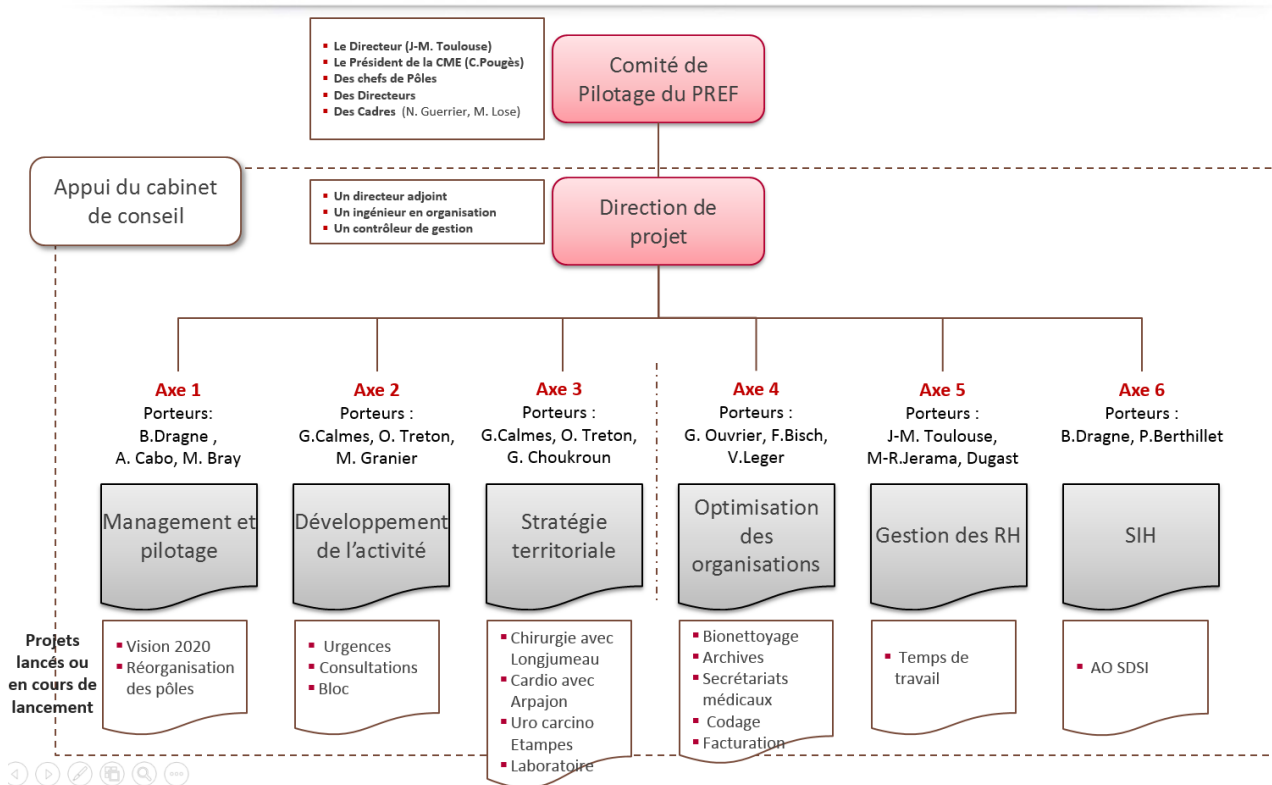 Le Directeur (J-M. Toulouse)
Le Président de la CME (C.Pougès)
Des chefs de Pôles
Des Directeurs
Des Cadres (N. Guerrier, M. Lose)
Comité de
Pilotage du PREF
Appui du cabinet
de conseil
Un directeur adjoint
Un ingénieur en organisation
Un contrôleur de gestion
Direction de
projet
Axe 1
Porteurs:
B.Dragne ,
A. Cabo, M. Bray
Management et
pilotage
Axe 2
Porteurs :
G.Calmes, O. Treton,
M. Granier
Développement
de l’activité
Axe 3
Porteurs :
G.Calmes, O. Treton,
G. Choukroun
Stratégie
territoriale
Axe 4
Porteurs :
G. Ouvrier, F.Bisch,
V.Leger
Optimisation
des
organisations
Axe 5
Porteurs :
J-M. Toulouse,
M-R.Jerama, Dugast
Gestion des RH
Axe 6
Porteurs :
B.Dragne, P.Berthillet
SIH
Projets
lancés ou
en cours de
lancement
Vision 2020
Réorganisation
des pôles
Urgences
Consultations
Bloc
Chirurgie avec
Longjumeau
Cardio avec
Arpajon
Uro carcino
Etampes
Laboratoire
Bionettoyage
Archives
Secrétariats
médicaux
Codage
Facturation
Temps de
travail
AO SDSI